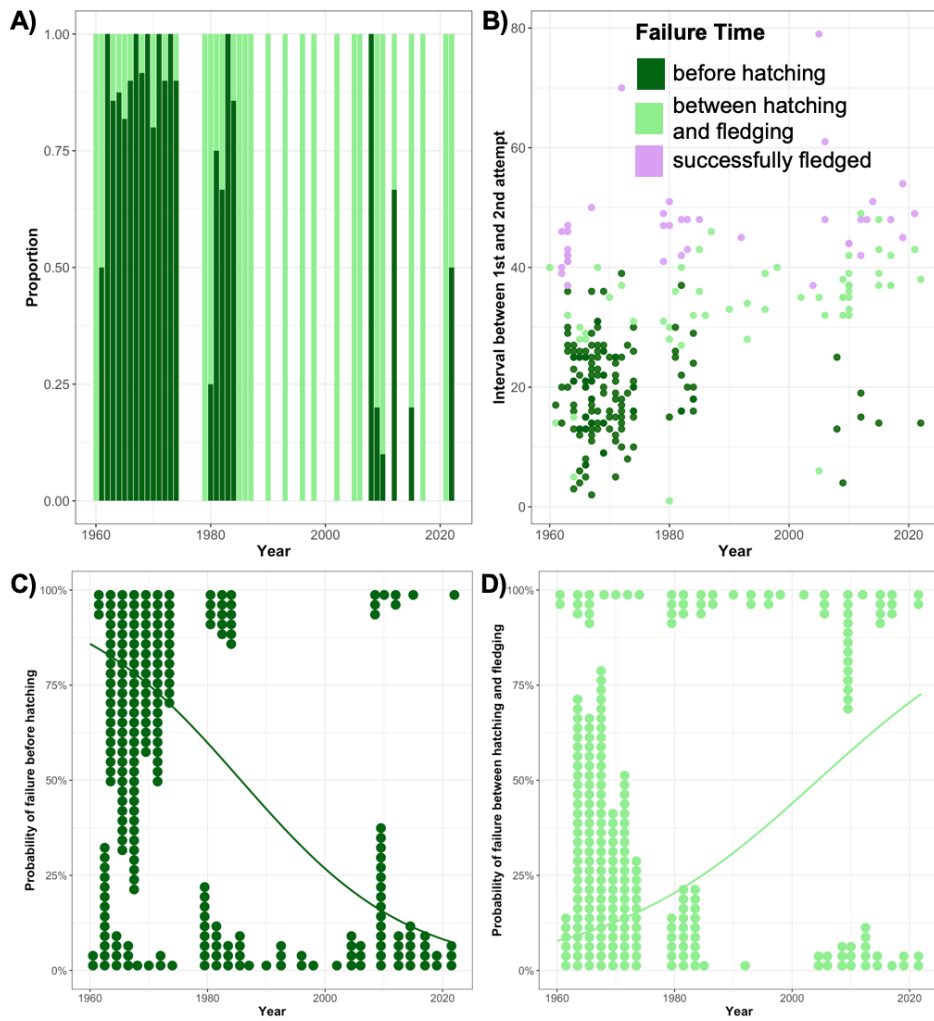 A)
1.00
0.75
0.50
0.25
0.00
Proportion
1960
1980
2000
2020
Year
B)
Failure Time
before hatching
between hatching
and fledging
successfully fledged
80
60
40
20
0
Interval between 1st and 2nd attempt
1960
1980
2000
2020
Year
C)
100%
75%
50%
25%
0%
Probability of failure before hatching
1960
1980
2000
2020
Year
D)
100%
75%
50%
25%
0%
Probability of failure between hatching and fledging
1960
1980
2000
2020
Year